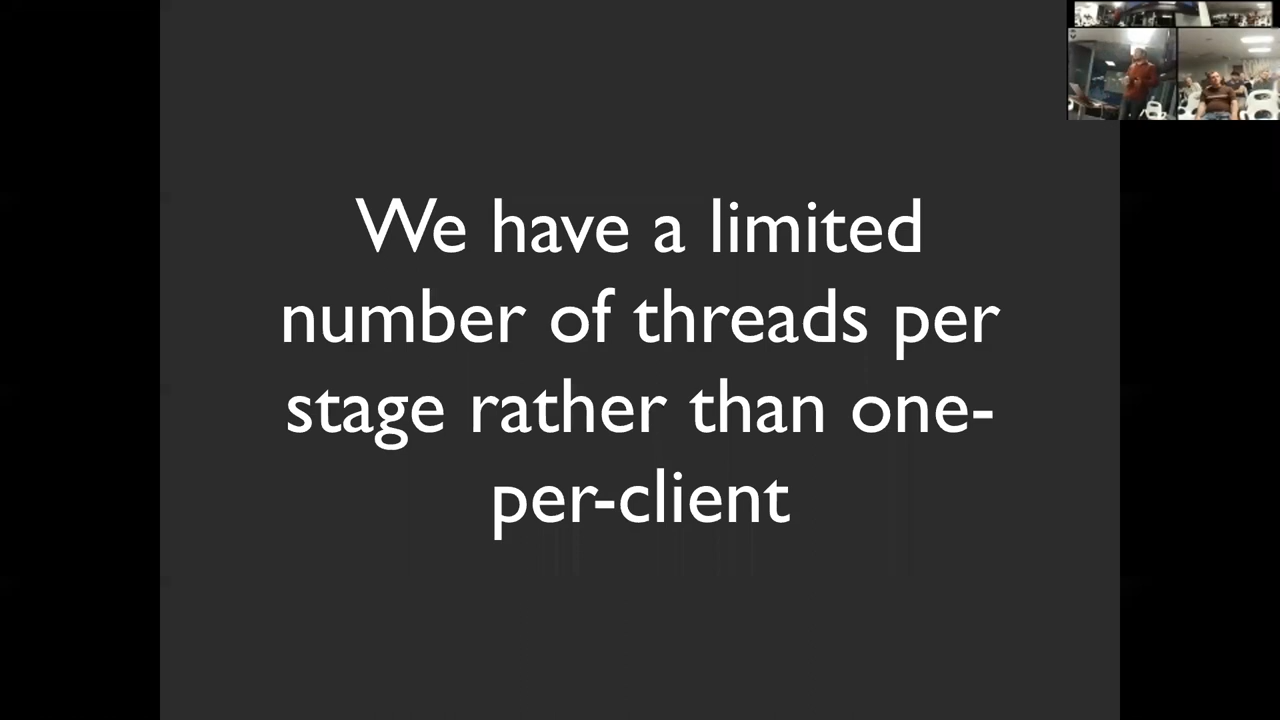 We have a limited
number of threads per
stage rather than one-
per-client